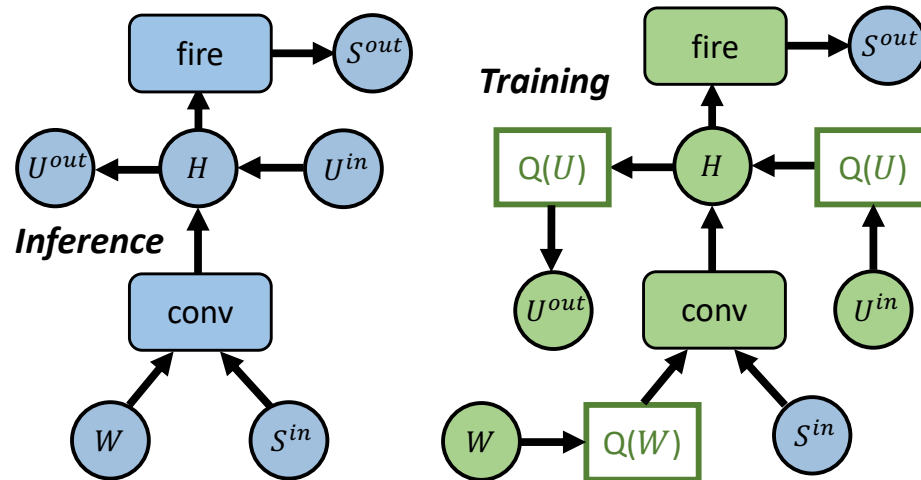 fire
S^{out}
U^{out}
H
U^{in}
Inference
conv
W
S^{in}
fire
S^{out}
Training
Q(U)
H
Q(U)
U^{out}
conv
U^{in}
W
Q(W)
S^{in}